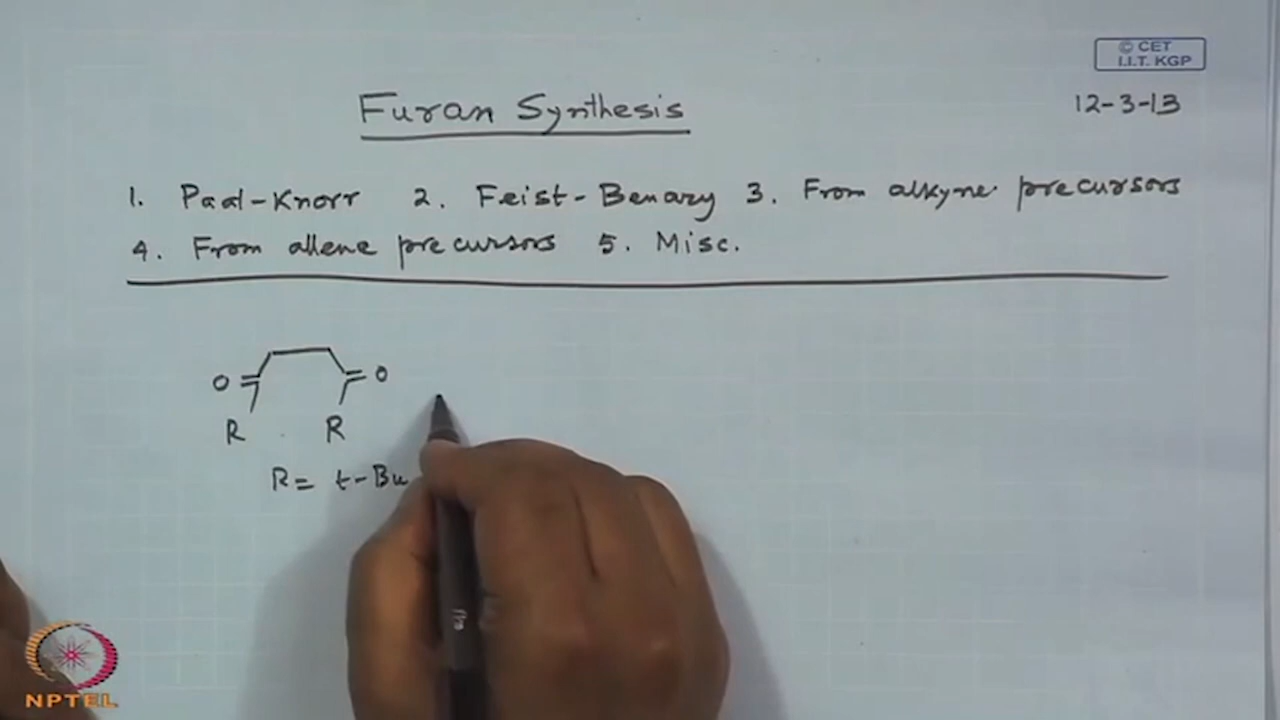 © CET
I.I.T. KGP
Furan Synthesis
12-3-13
1. Paal-Knorr 2. Feist-Benary 3. From alkyne precursors
4. From allene precursors 5. Misc.
O O
R R
R = t-Bu
NPTEL